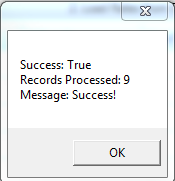 Success: True
Records Processed: 9
Message: Success!
OK